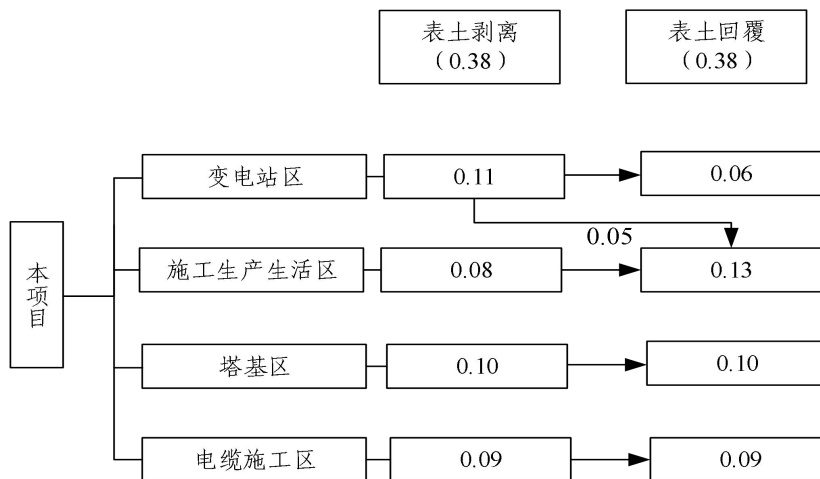 表土剥离
（0.38）
表土回覆
（0.38）
变电站区
0.11
0.06
0.05
施工生产生活区
0.08
0.13
本项目
塔基区
0.10
0.10
电缆施工区
0.09
0.09